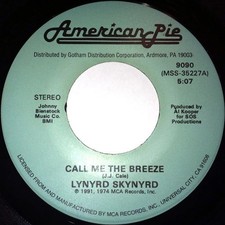 American Pie
Distributed by Gotham Distribution Corporation, Ardmore, PA 19003
9090
(MSS-35227A)
5:07
STEREO
Johnny
Bienstock
Music Co.
BMI
Produced by
Al Kooper
for SOS
Productions
CALL ME THE BREEZE
(J.J. Cale)
LYNYRD SKYNYRD
℗ 1991, 1974 MCA Records, Inc.
LICENSED FROM AND MANUFACTURED BY MCA RECORDS, INC., UNIVERSAL CITY, CA 91608